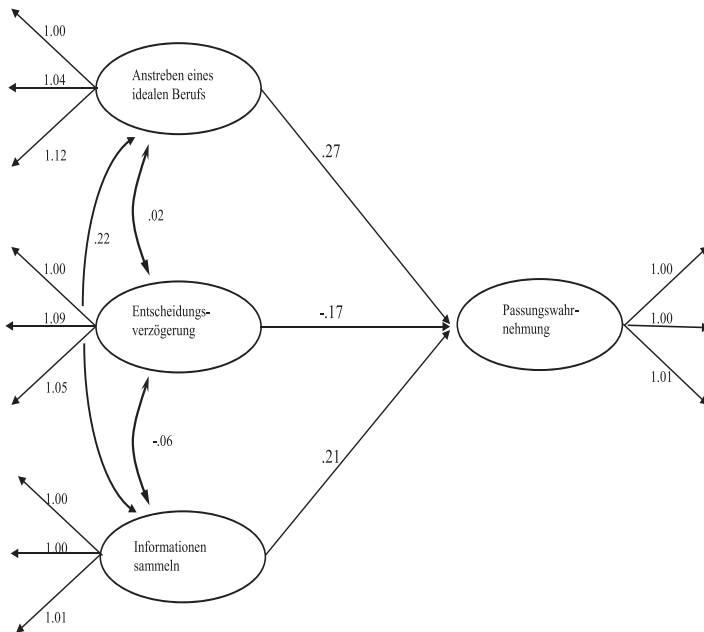 1.00
1.04
1.12
Anstreben eines
idealen Berufs
.27
.22
.02
1.00
1.09
1.05
Entscheidungs-
verzögerung
-.17
Passungswahr-
nehmung
1.00
1.00
1.01
-.06
.21
1.00
1.00
1.01
Informationen
sammeln